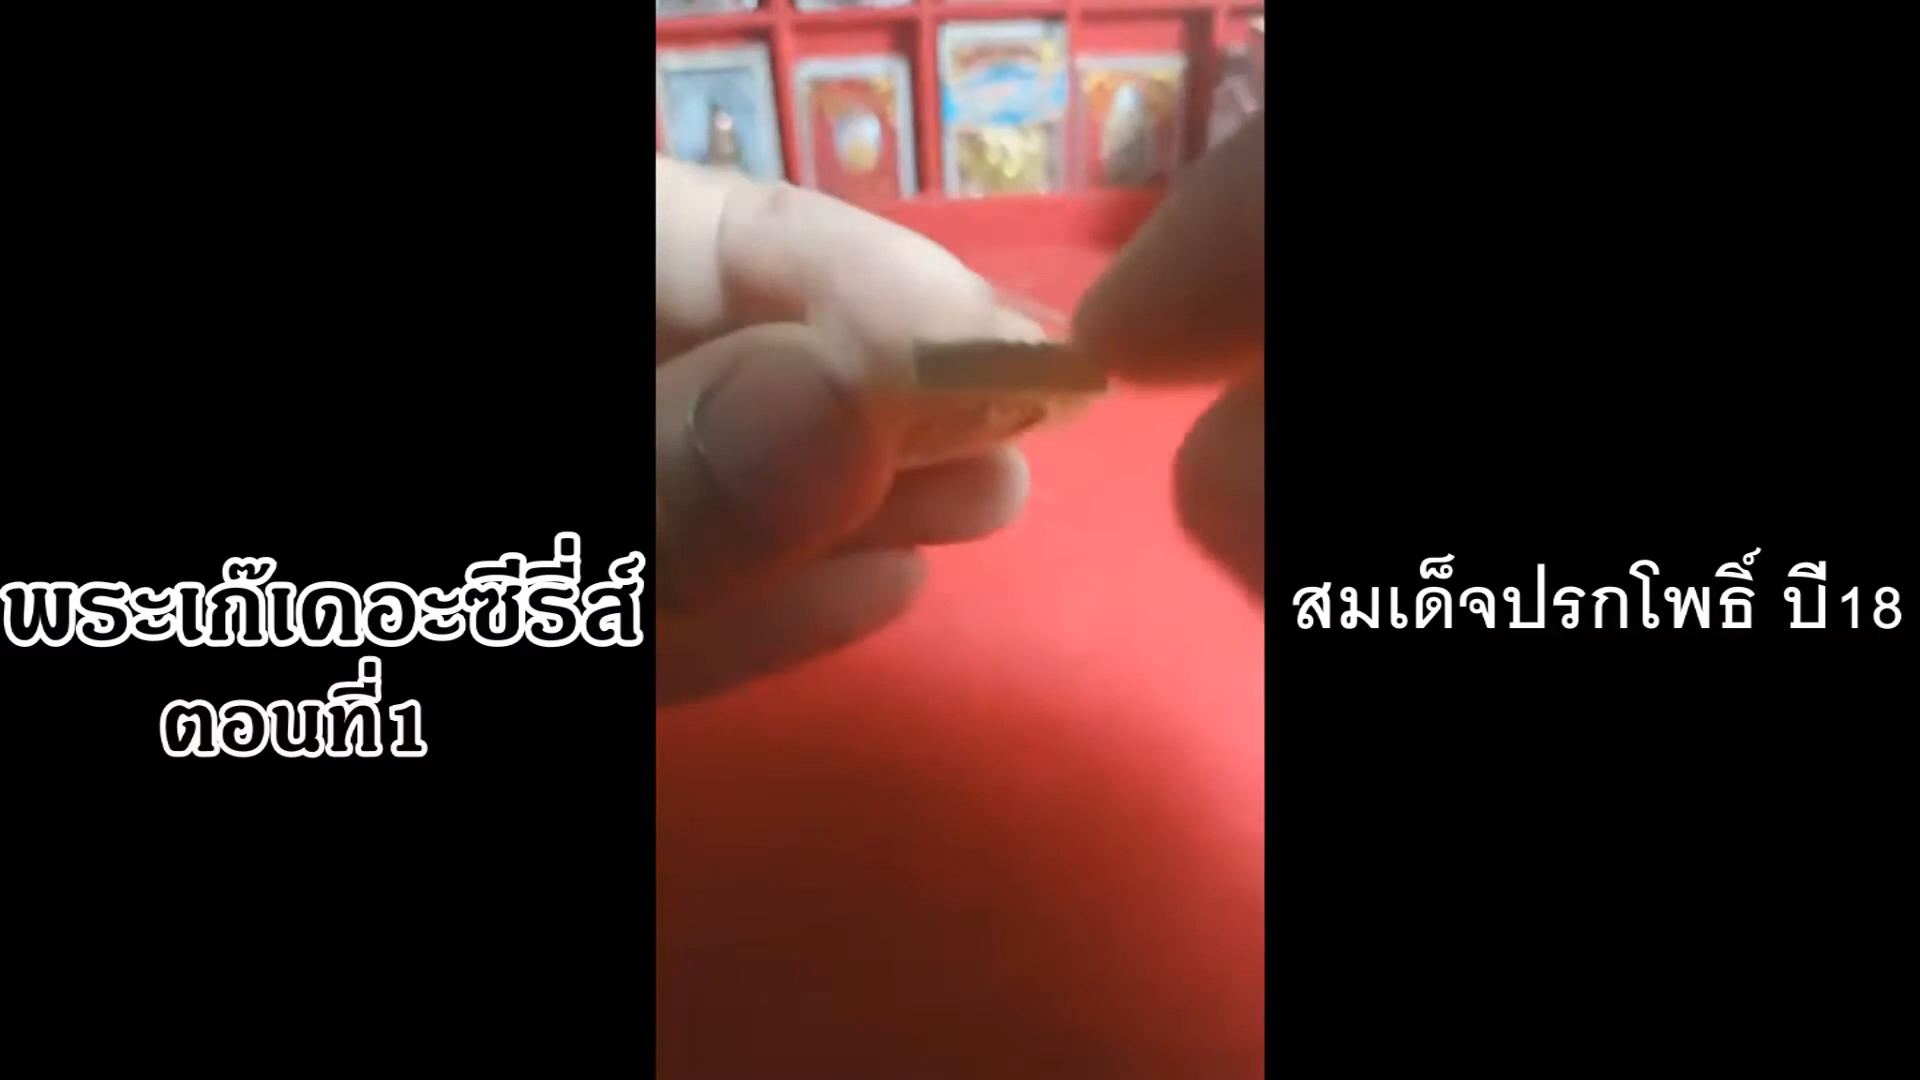 พระเก๊เดอะซีรี่ส์
ตอนที่1
สมเด็จปรกโพธิ์ ปี18